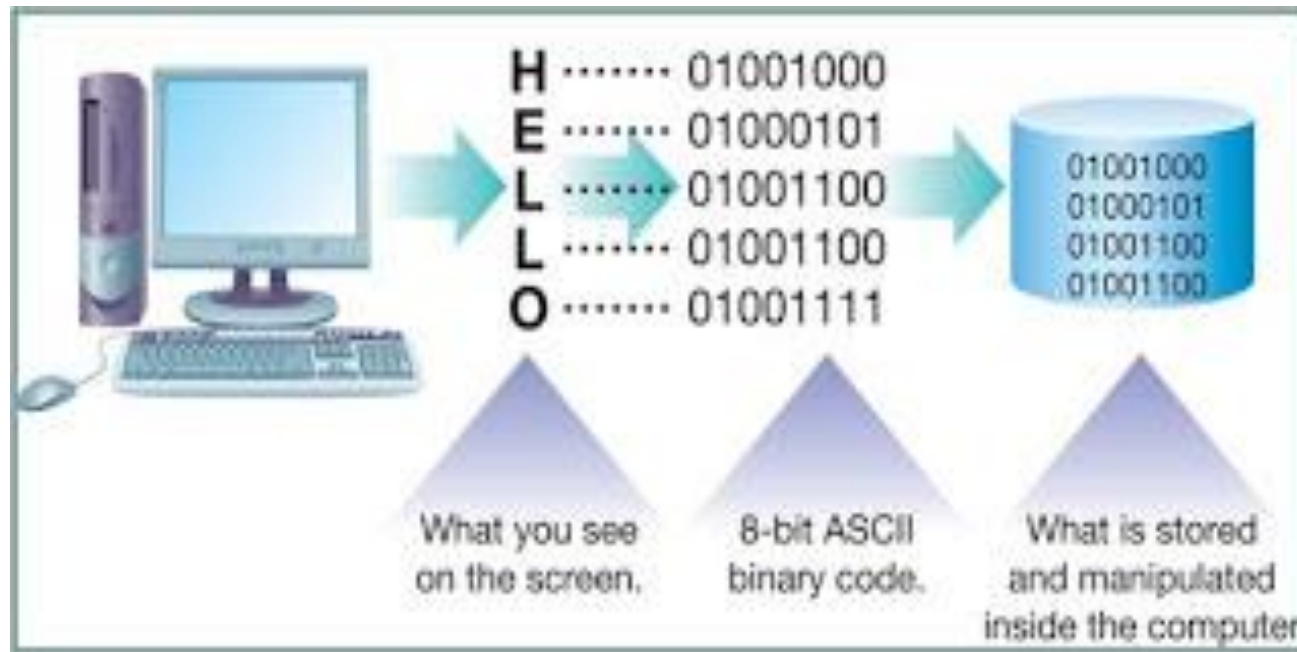 H ....... 01001000
E ....... 01000101
L ....... 01001100
L ....... 01001100
O ....... 01001111
01001000
01000101
01001100
01001100
What you see
on the screen.
8-bit ASCII
binary code.
What is stored
and manipulated
inside the computer